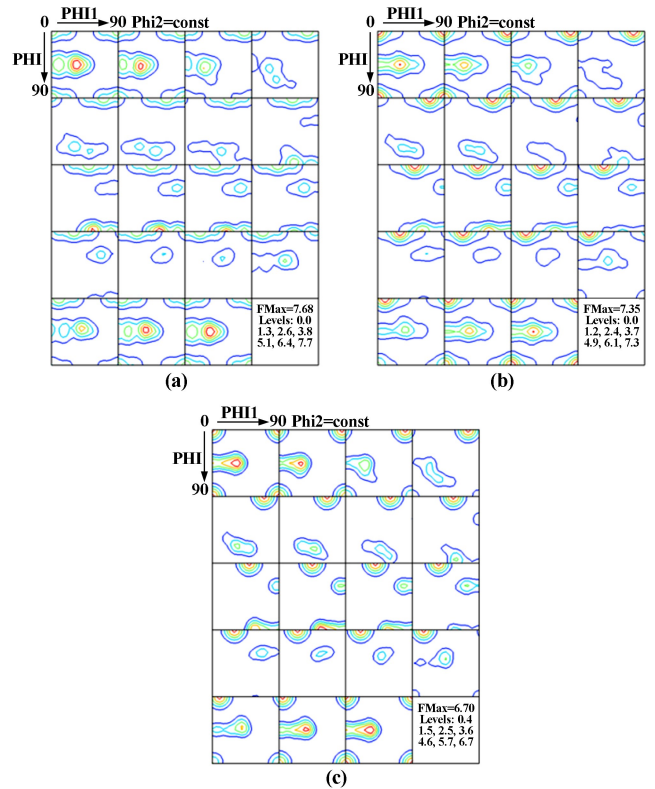 0 PHI1 90 Phi2=const
PHI
90
FMax=7.68
Levels: 0.0
1.3, 2.6, 3.8
5.1, 6.4, 7.7
(a)
0 PHI1 90 Phi2=const
PHI
90
FMax=7.35
Levels: 0.0
1.2, 2.4, 3.7
4.9, 6.1, 7.3
(b)
0 PHI1 90 Phi2=const
PHI
90
FMax=6.70
Levels: 0.4
1.5, 2.5, 3.6
4.6, 5.7, 6.7
(c)